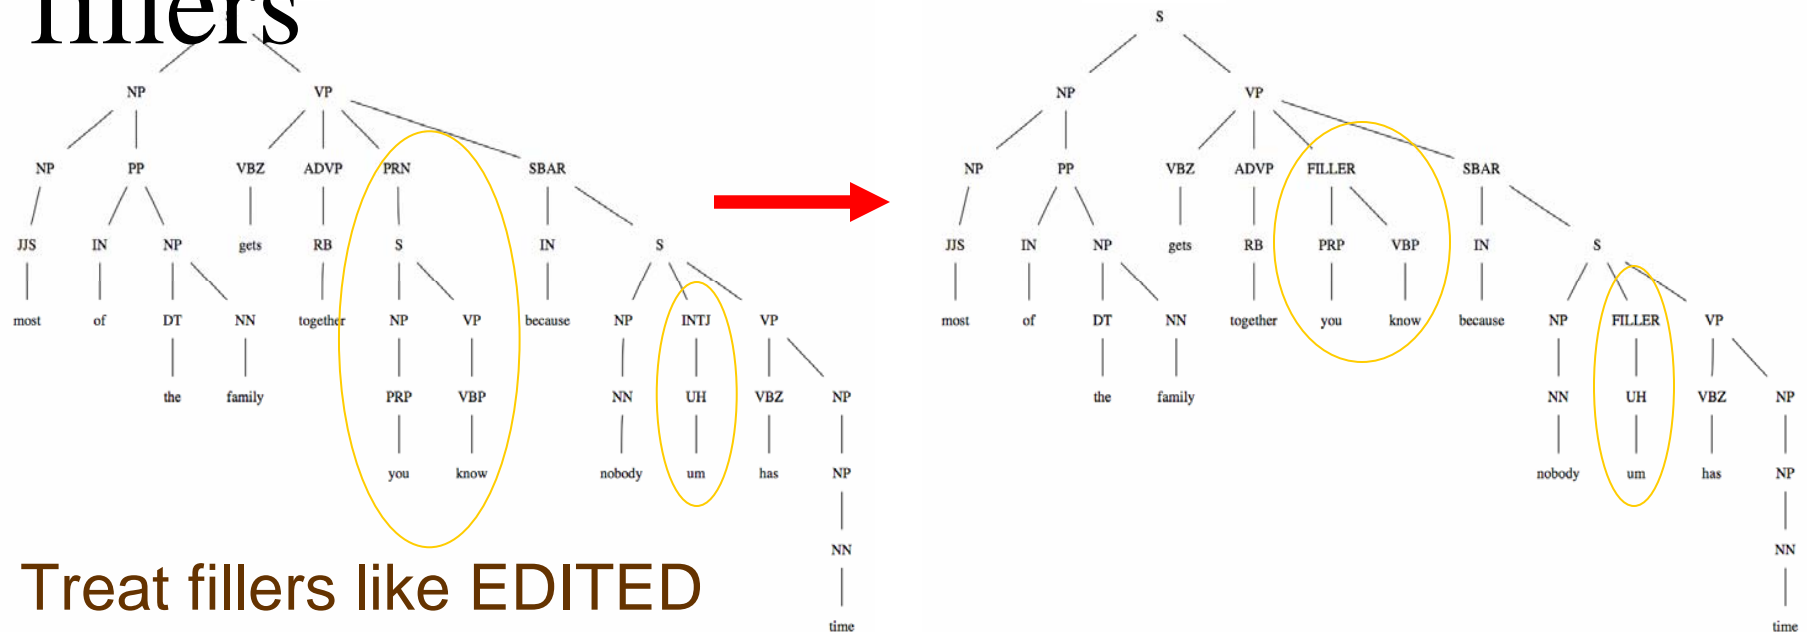 fillers
S
NP VP NP VP
NP PP VBZ ADVP PRN SBAR NP PP VBZ ADVP FILLER SBAR
JJS IN NP gets RB S IN S JJS IN NP gets RB PRP VBP IN S
most of DT NN together NP VP because NP INTJ VP most of DT NN together you know because NP FILLER VP
the family PRP VBP NN UH VBZ NP the family NN UH VBZ NP
you know nobody um has NP nobody um has NP
NN NN
Treat fillers like EDITED
time time